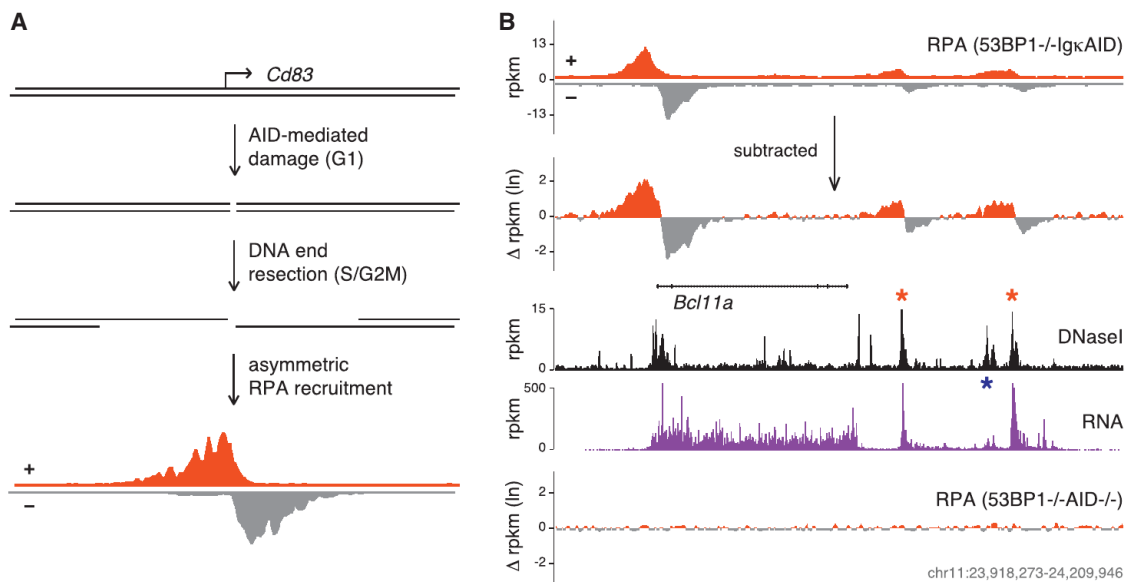 A
Cd83
AID-mediated
damage (G1)
DNA end
resection (S/G2M)
asymmetric
RPA recruitment
+
−
B
RPA (53BP1-/-IgκAID)
rpkm
13
0
-13
+
−
subtracted
Δ rpkm (ln)
2
0
-2
Bcl11a
*
*
DNaseI
rpkm
15
0
*
RNA
rpkm
500
0
RPA (53BP1-/-AID-/-)
Δ rpkm (ln)
2
0
-2
chr11:23,918,273-24,209,946